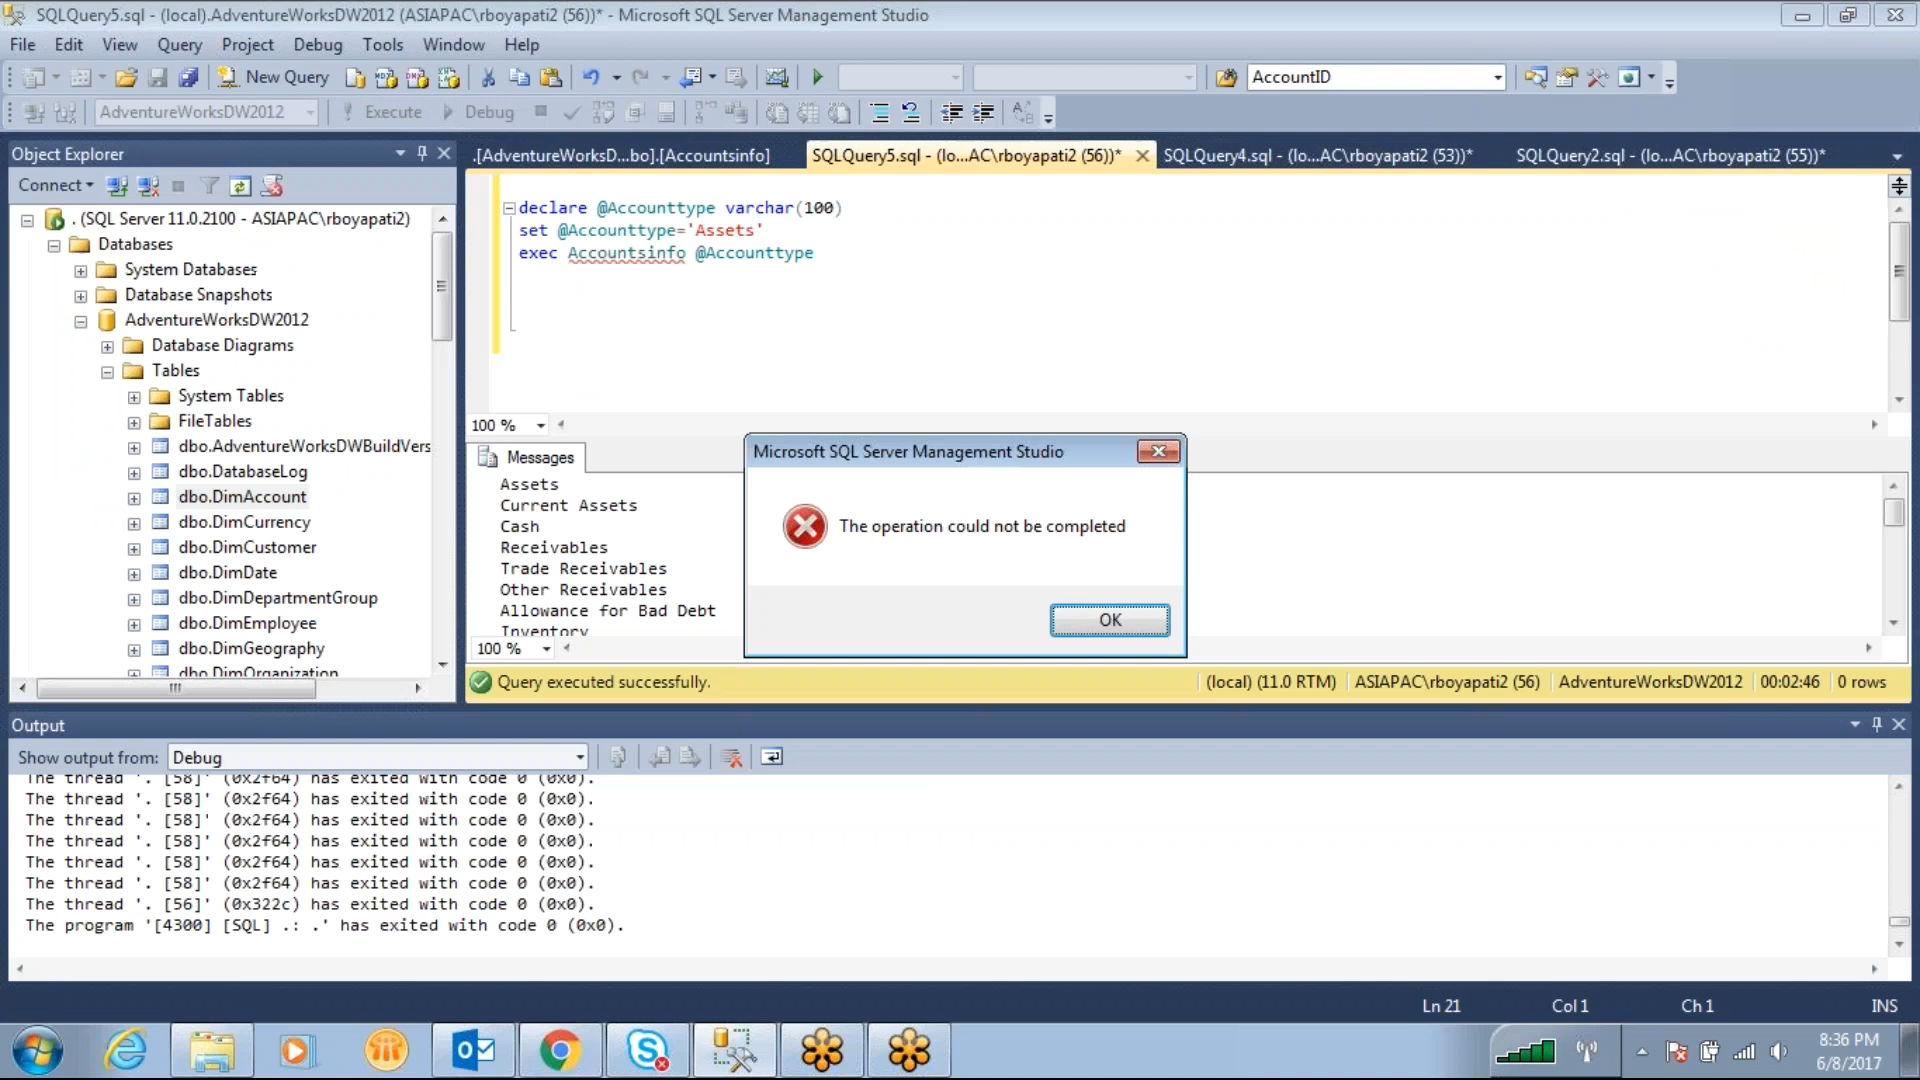 SQLQuery5.sql - (local).AdventureWorksDW2012 (ASIAPAC\rboyapati2 (56))* - Microsoft SQL Server Management Studio
File Edit View Query Project Debug Tools Window Help
New Query AccountID
AdventureWorksDW2012 Execute Debug
Object Explorer
Connect
. (SQL Server 11.0.2100 - ASIAPAC\rboyapati2)
Databases
System Databases
Database Snapshots
AdventureWorksDW2012
Database Diagrams
Tables
System Tables
FileTables
dbo.AdventureWorksDWBuildVers
dbo.DatabaseLog
dbo.DimAccount
dbo.DimCurrency
dbo.DimCustomer
dbo.DimDate
dbo.DimDepartmentGroup
dbo.DimEmployee
dbo.DimGeography
dbo.DimOrganization
.[AdventureWorksD...bo].[Accountsinfo] SQLQuery5.sql - (lo...AC\rboyapati2 (56))* SQLQuery4.sql - (lo...AC\rboyapati2 (53))* SQLQuery2.sql - (lo...AC\rboyapati2 (55))*
declare @Accounttype varchar(100)
set @Accounttype='Assets'
exec Accountsinfo @Accounttype
100 %
Messages
Assets
Current Assets
Cash
Receivables
Trade Receivables
Other Receivables
Allowance for Bad Debt
Inventory
100 %
Microsoft SQL Server Management Studio
The operation could not be completed
OK
Query executed successfully. (local) (11.0 RTM) ASIAPAC\rboyapati2 (56) AdventureWorksDW2012 00:02:46 0 rows
Output
Show output from: Debug
The thread '. [58]' (0x2f64) has exited with code 0 (0x0).
The thread '. [58]' (0x2f64) has exited with code 0 (0x0).
The thread '. [58]' (0x2f64) has exited with code 0 (0x0).
The thread '. [58]' (0x2f64) has exited with code 0 (0x0).
The thread '. [58]' (0x2f64) has exited with code 0 (0x0).
The thread '. [58]' (0x2f64) has exited with code 0 (0x0).
The thread '. [56]' (0x322c) has exited with code 0 (0x0).
The program '[4300] [SQL] .: .' has exited with code 0 (0x0).
Ln 21 Col 1 Ch 1 INS
8:36 PM
6/8/2017